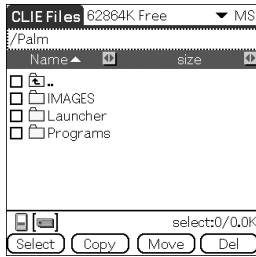 CLIE Files 62864K Free MS
/Palm
Name size
..
IMAGES
Launcher
Programs
select:0/0.0K
Select Copy Move Del